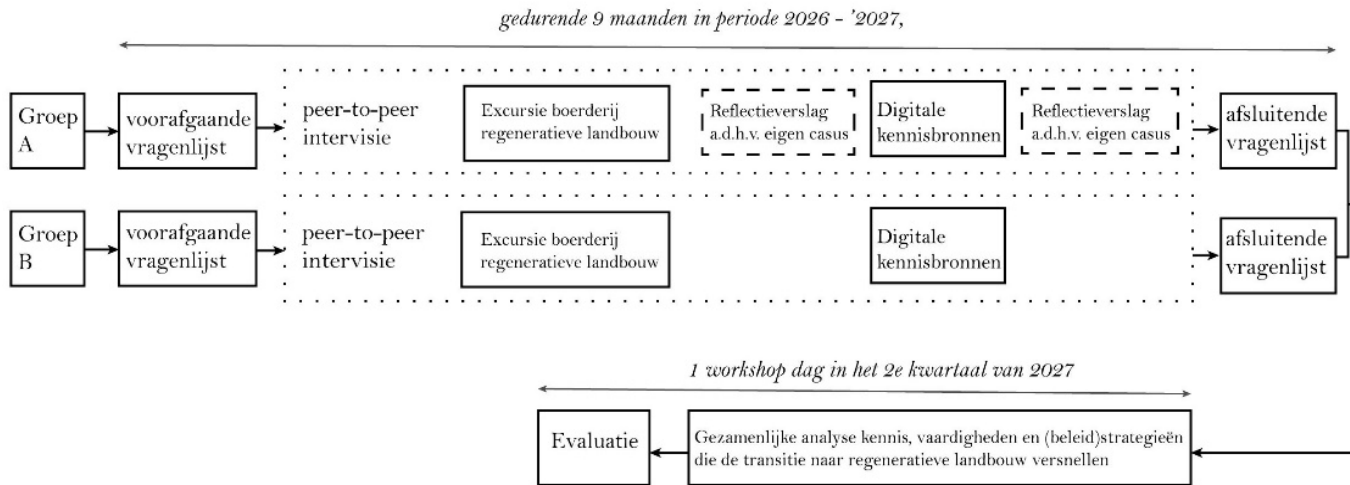 gedurende 9 maanden in periode 2026 - '2027,
Groep
A
voorafgaande
vragenlijst
peer-to-peer
intervisie
Excursie boerderij
regeneratieve landbouw
Reflectieverslag
a.d.h.v. eigen casus
Digitale
kennisbronnen
Reflectieverslag
a.d.h.v. eigen casus
afsluitende
vragenlijst
Groep
B
voorafgaande
vragenlijst
peer-to-peer
intervisie
Excursie boerderij
regeneratieve landbouw
Digitale
kennisbronnen
afsluitende
vragenlijst
1 workshop dag in het 2e kwartaal van 2027
Evaluatie
Gezamenlijke analyse kennis, vaardigheden en (beleid)strategieën
die de transitie naar regeneratieve landbouw versnellen